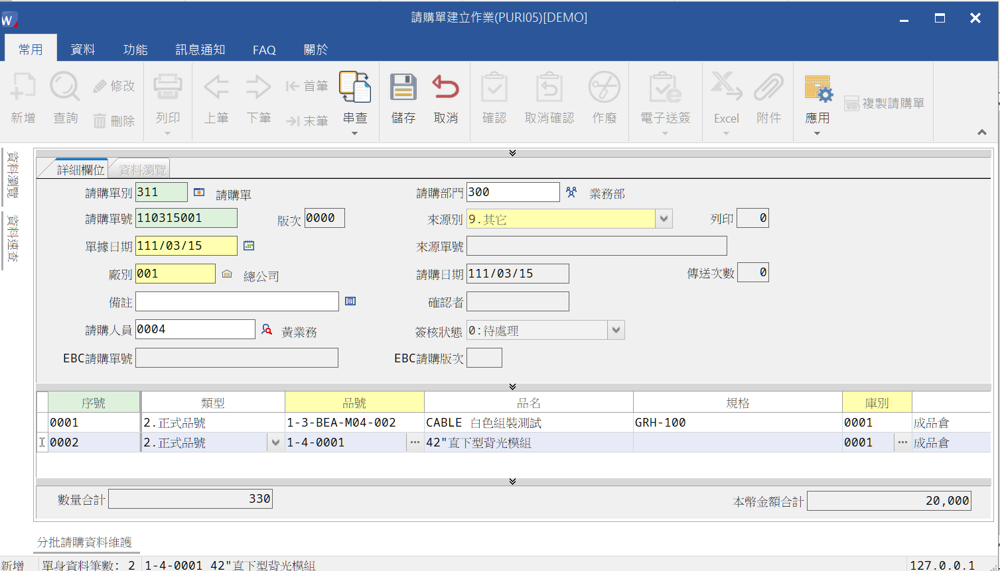 請購單建立作業(PURI05)[DEMO]
常用 資料 功能 訊息通知 FAQ 關於
新增 查詢 修改 刪除 列印 上筆 下筆 首筆 末筆 串查 儲存 取消 確認 取消確認 作廢 電子送簽 Excel 附件 應用 複製請購單
資料瀏覽
資料速查
詳細欄位 資料瀏覽
請購單別 311 請購單 請購部門 300 業務部
請購單號 110315001 版次 0000 來源別 9.其它 列印 0
單據日期 111/03/15 來源單號
廠別 001 總公司 請購日期 111/03/15 傳送次數 0
備註 確認者
請購人員 0004 黃業務 簽核狀態 0:待處理
EBC請購單號 EBC請購版次
序號 類型 品號 品名 規格 庫別
0001 2.正式品號 1-3-BEA-M04-002 CABLE 白色組裝測試 GRH-100 0001 成品倉
0002 2.正式品號 1-4-0001 42"直下型背光模組 0001 成品倉
數量合計 330 本幣金額合計 20,000
分批請購資料維護
新增 單身資料筆數: 2 1-4-0001 42"直下型背光模組 127.0.0.1